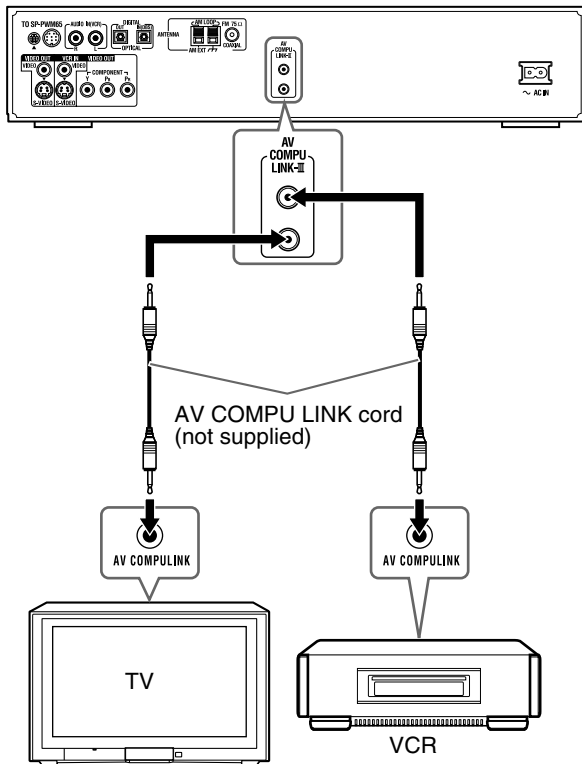 TO SP-PWM65
AUDIO IN(VCR)
R L
DIGITAL
OUT IN(DBS)
OPTICAL
ANTENNA
AM LOOP
AM EXT
FM 75 Ω
COAXIAL
VIDEO OUT VCR IN VIDEO OUT
VIDEO VIDEO
COMPONENT
Y PB PR
S-VIDEO S-VIDEO
AV
COMPU
LINK-III
~ AC IN
AV
COMPU
LINK-III
AV COMPU LINK cord
(not supplied)
AV COMPULINK
AV COMPULINK
TV
VCR